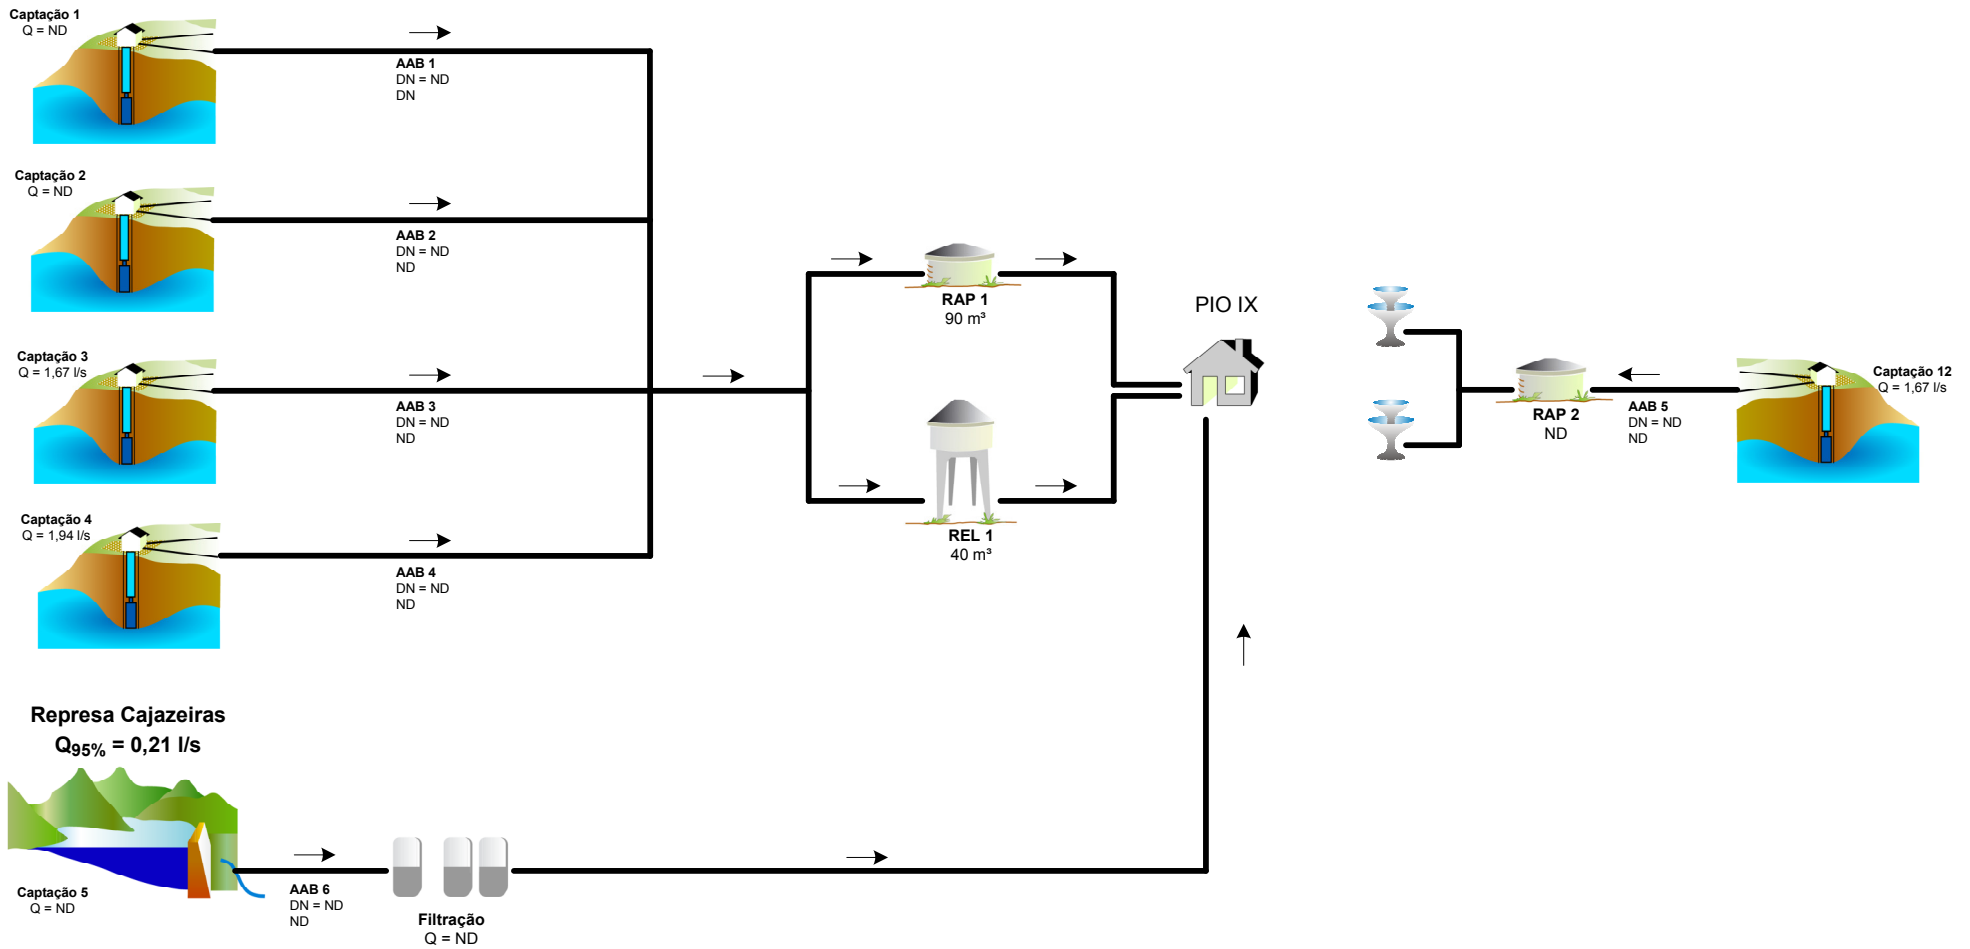 Captação 1
Q = ND
AAB 1
DN = ND
DN
Captação 2
Q = ND
AAB 2
DN = ND
ND
Captação 3
Q = 1,67 l/s
AAB 3
DN = ND
ND
Captação 4
Q = 1,94 l/s
AAB 4
DN = ND
ND
RAP 1
90 m³
REL 1
40 m³
PIO IX
RAP 2
ND
AAB 5
DN = ND
ND
Captação 12
Q = 1,67 l/s
Represa Cajazeiras
Q95% = 0,21 l/s
Captação 5
Q = ND
AAB 6
DN = ND
ND
Filtração
Q = ND